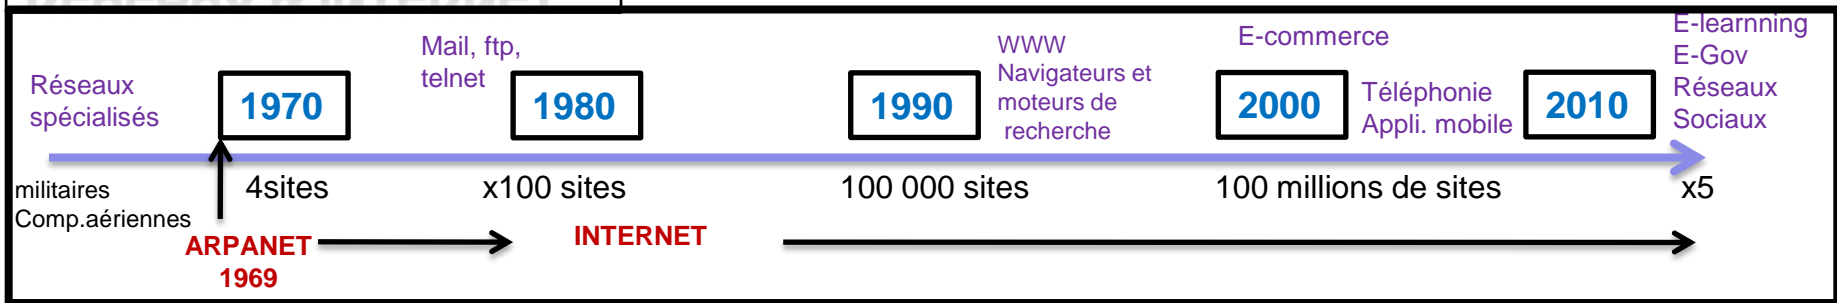 Réseaux
spécialisés
1970
Mail, ftp,
telnet
1980
1990
WWW
Navigateurs et
moteurs de
recherche
E-commerce
2000
Téléphonie
Appli. mobile
2010
E-learnning
E-Gov
Réseaux
Sociaux
militaires
Comp.aériennes
4sites
x100 sites
100 000 sites
100 millions de sites
x5
ARPANET
1969
INTERNET